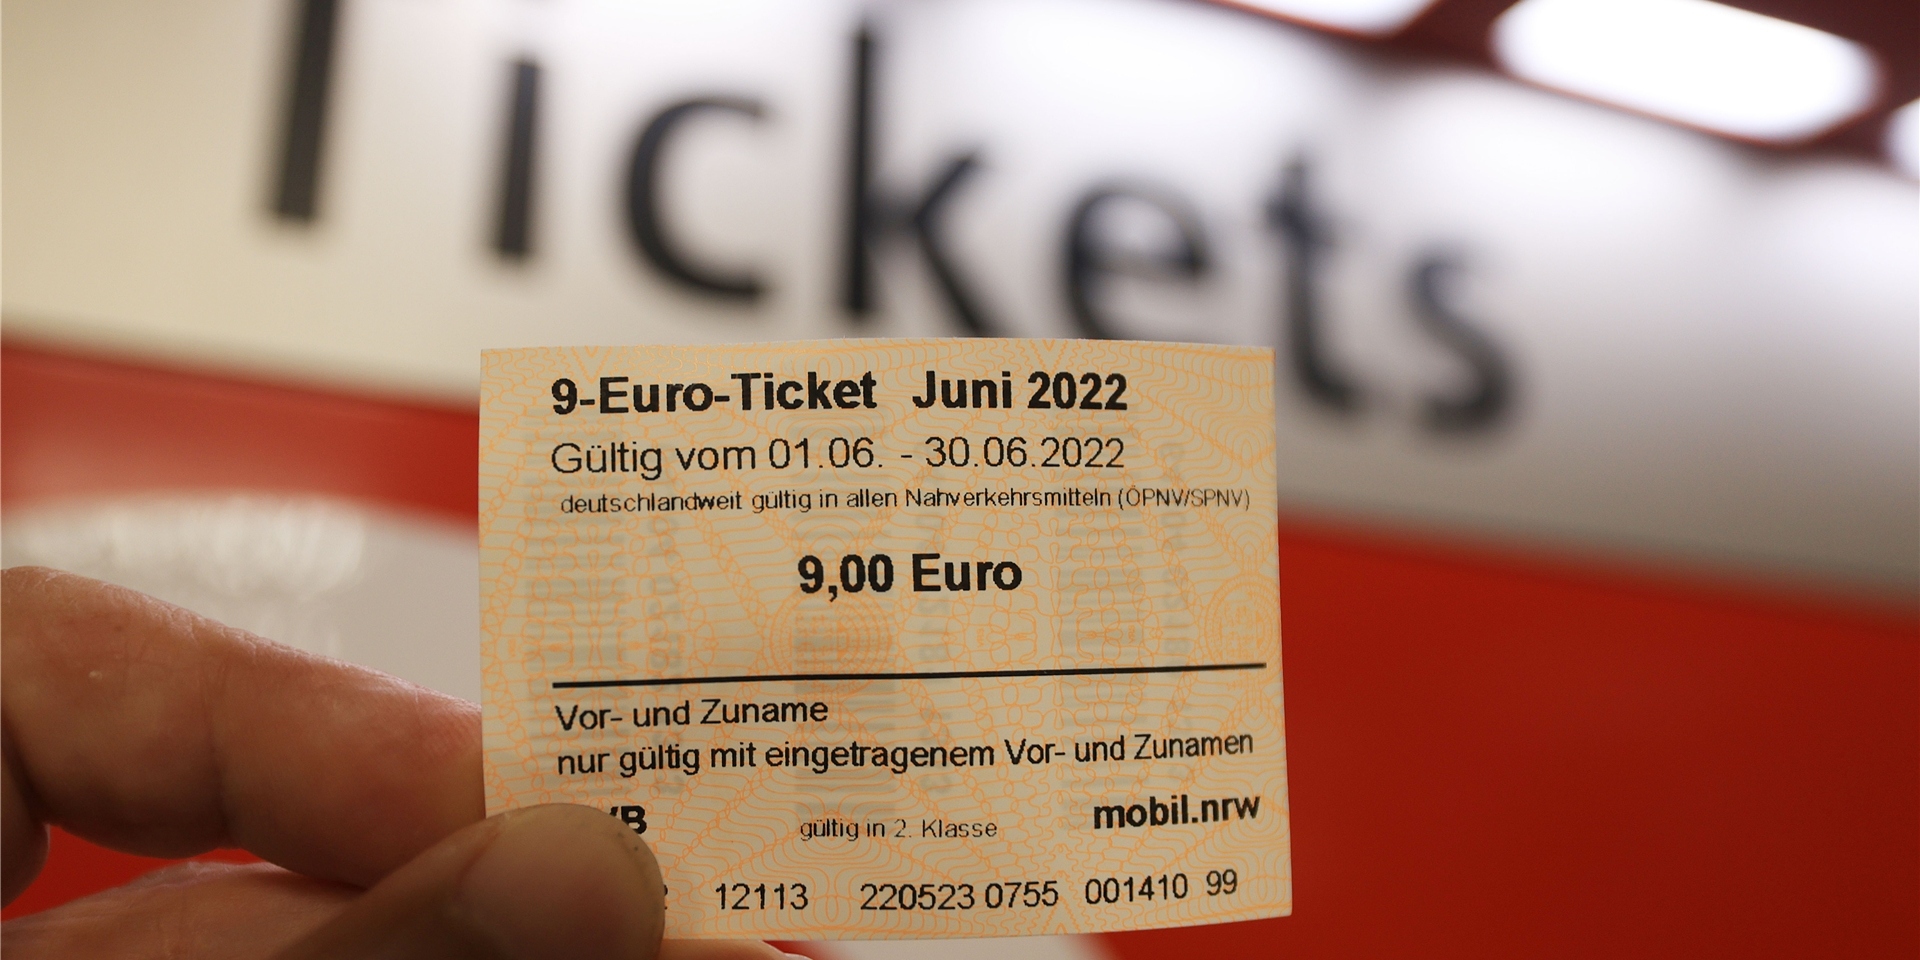 Tickets
9-Euro-Ticket Juni 2022
Gültig vom 01.06. - 30.06.2022
deutschlandweit gültig in allen Nahverkehrsmitteln (ÖPNV/SPNV)
9,00 Euro
Vor- und Zuname
nur gültig mit eingetragenem Vor- und Zunamen
gültig in 2. Klasse mobil.nrw
12113 220523 0755 001410 99